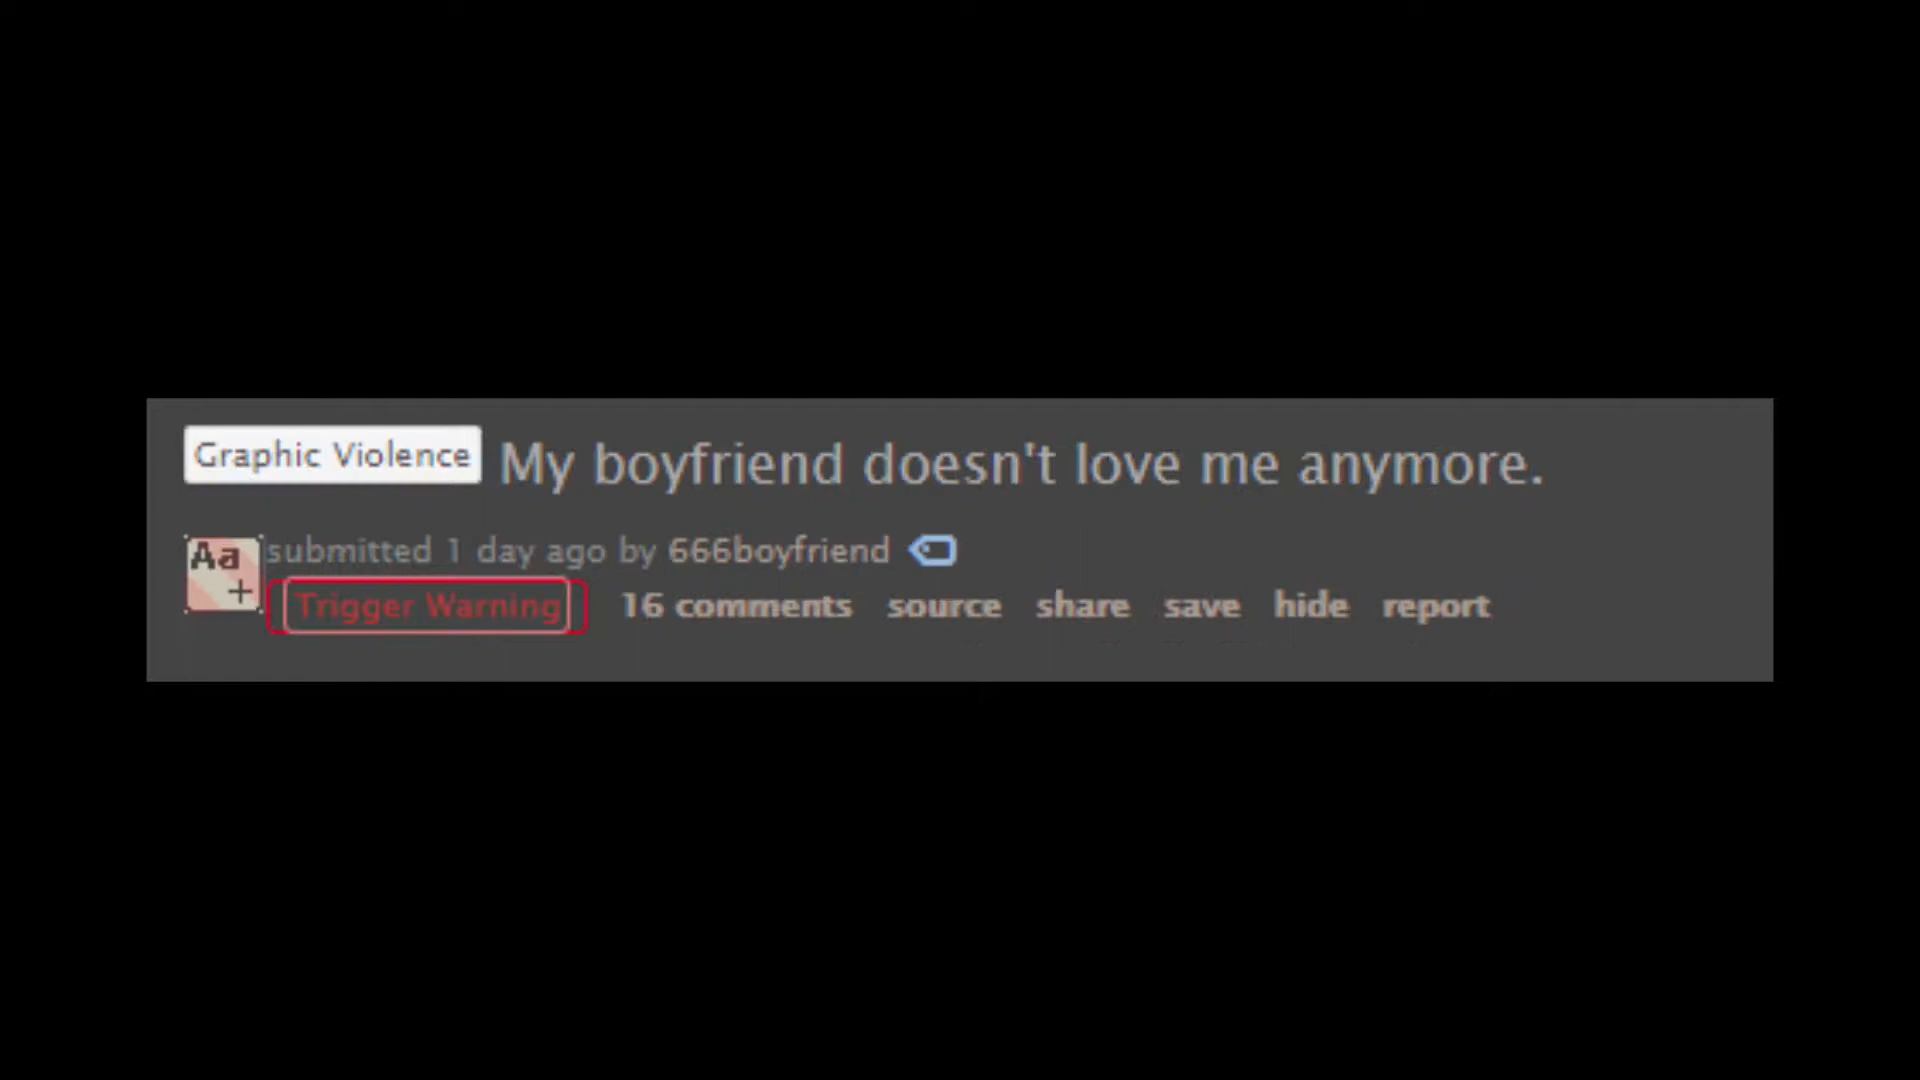 Graphic Violence My boyfriend doesn't love me anymore.
Aa submitted 1 day ago by 666boyfriend
+ Trigger Warning 16 comments source share save hide report